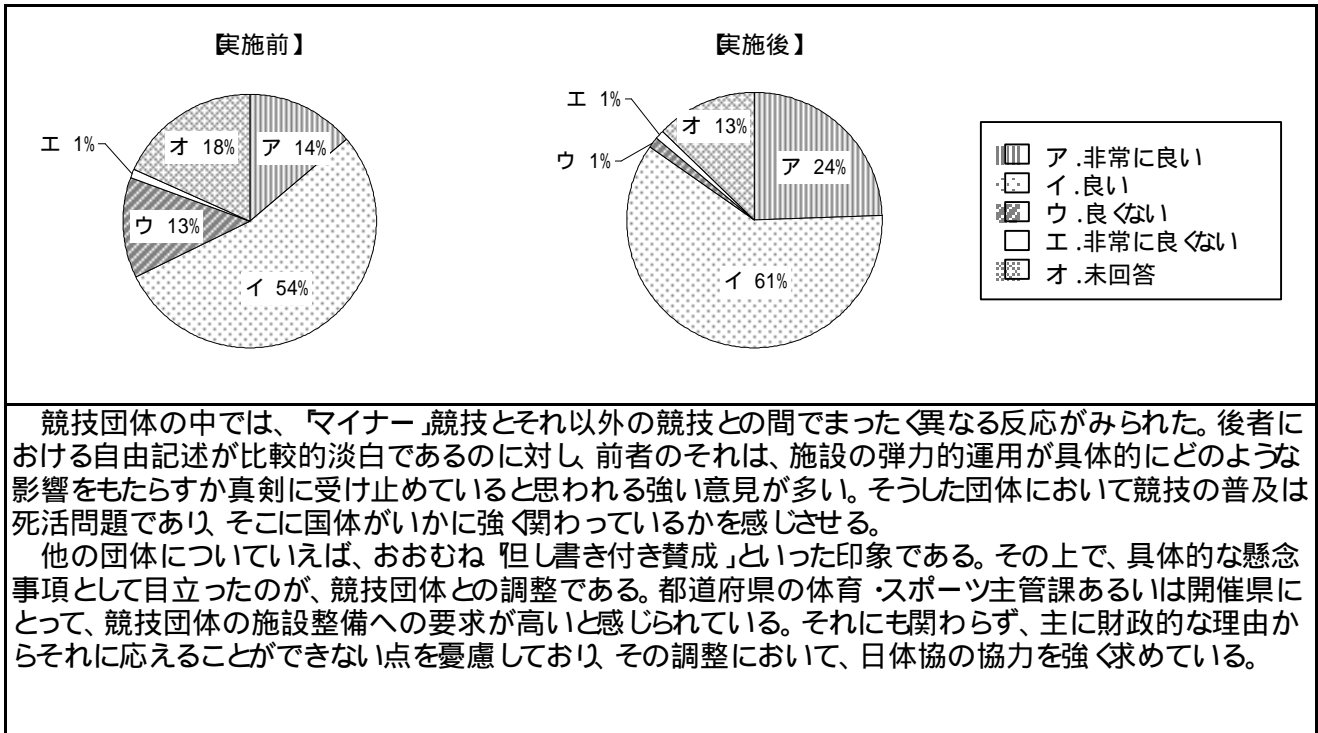 【実施前】
【実施後】
エ 1%
オ 18%
ア 14%
ウ 13%
イ 54%
エ 1%
ウ 1%
オ 13%
ア 24%
イ 61%
ア.非常に良い
イ.良い
ウ.良くない
エ.非常に良くない
オ.未回答
競技団体の中では、「マイナー」競技とそれ以外の競技との間でまったく異なる反応がみられた。後者に
おける自由記述が比較的淡白であるのに対し、前者のそれは、施設の弾力的運用が具体的にどのような
影響をもたらすか真剣に受け止めていると思われる強い意見が多い。そうした団体において競技の普及は
死活問題であり、そこに国体がいかに強く関わっているかを感じさせる。
他の団体についていえば、おおむね「但し書き付き賛成」といった印象である。その上で、具体的な懸念
事項として目立ったのが、競技団体との調整である。都道府県の体育・スポーツ主管課あるいは開催県に
とって、競技団体の施設整備への要求が高いと感じられている。それにも関わらず、主に財政的な理由か
らそれに応えることができない点を憂慮しており、その調整において、日体協の協力を強く求めている。